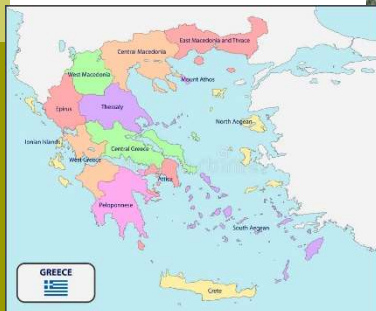 East Macedonia and Thrace
Central Macedonia
West Macedonia
Mount Athos
Epirus
Thessaly
North Aegean
Ionian Islands
Central Greece
West Greece
Attica
Peloponnese
South Aegean
Crete
GREECE